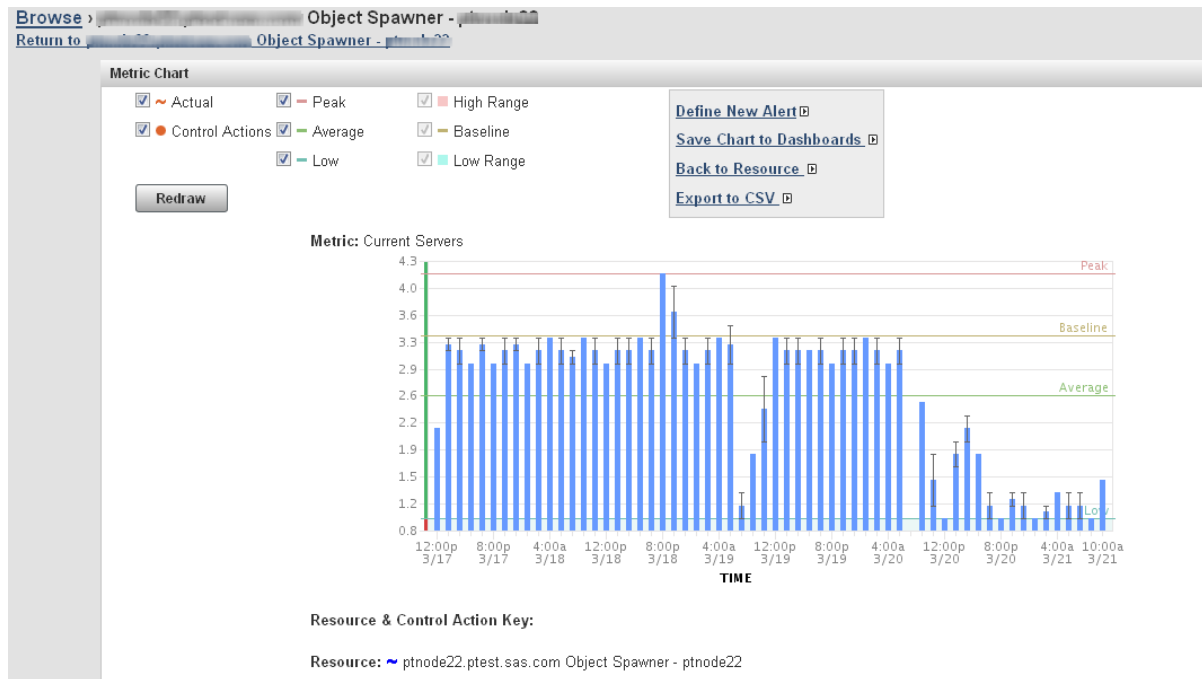 Browse › Object Spawner -
Return to Object Spawner -
Metric Chart
Actual Peak High Range
Control Actions Average Baseline
Low Low Range
Redraw
Define New Alert
Save Chart to Dashboards
Back to Resource
Export to CSV
Metric: Current Servers
4.3
4.0
3.6
3.3
2.9
2.6
2.2
1.9
1.5
1.2
0.8
Peak
Baseline
Average
Low
12:00p 8:00p 4:00a 12:00p 8:00p 4:00a 12:00p 8:00p 4:00a 12:00p 8:00p 4:00a 10:00a
3/17 3/17 3/18 3/18 3/18 3/19 3/19 3/19 3/20 3/20 3/20 3/21 3/21
TIME
Resource & Control Action Key:
Resource: ptnode22.ptest.sas.com Object Spawner - ptnode22